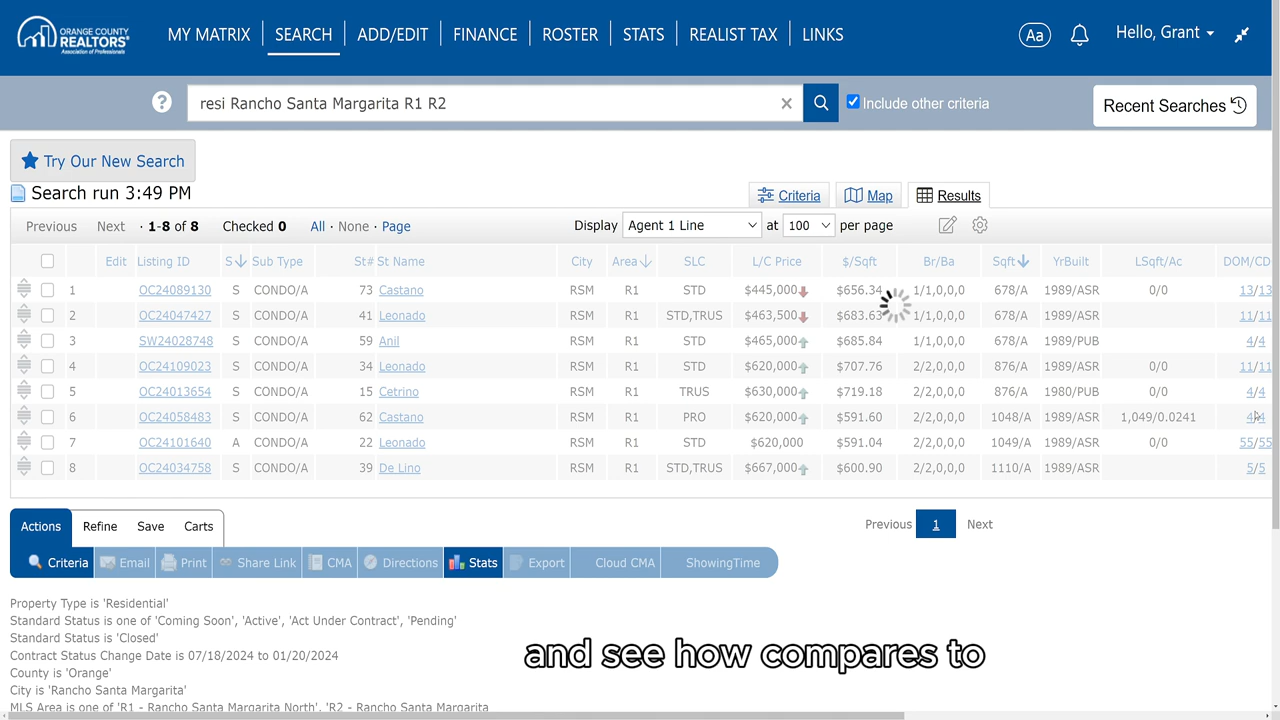 ORANGE COUNTY
REALTORS®
Association of Professionals
MY MATRIX SEARCH ADD/EDIT FINANCE ROSTER STATS REALIST TAX LINKS Aa Hello, Grant
? resi Rancho Santa Margarita R1 R2 Include other criteria Recent Searches
Try Our New Search
Search run 3:49 PM Criteria Map Results
Previous Next · 1-8 of 8 Checked 0 All · None · Page Display Agent 1 Line at 100 per page
Edit Listing ID S Sub Type St# St Name City Area SLC L/C Price $/Sqft Br/Ba Sqft YrBuilt LSqft/Ac DOM/CD
1 OC24089130 S CONDO/A 73 Castano RSM R1 STD $445,000 $656.34 1/1,0,0,0 678/A 1989/ASR 0/0 13/13
2 OC24047427 S CONDO/A 41 Leonado RSM R1 STD,TRUS $463,500 $683.63 1/1,0,0,0 678/A 1989/ASR 11/11
3 SW24028748 S CONDO/A 59 Anil RSM R1 STD $465,000 $685.84 1/1,0,0,0 678/A 1989/PUB 4/4
4 OC24109023 S CONDO/A 34 Leonado RSM R1 STD $620,000 $707.76 2/2,0,0,0 876/A 1989/ASR 0/0 11/11
5 OC24013654 S CONDO/A 15 Cetrino RSM R1 TRUS $630,000 $719.18 2/2,0,0,0 876/A 1980/PUB 0/0 4/4
6 OC24058483 S CONDO/A 62 Castano RSM R1 PRO $620,000 $591.60 2/2,0,0,0 1048/A 1989/ASR 1,049/0.0241 4/4
7 OC24101640 A CONDO/A 22 Leonado RSM R1 STD $620,000 $591.04 2/2,0,0,0 1049/A 1989/ASR 0/0 55/55
8 OC24034758 S CONDO/A 39 De Lino RSM R1 STD,TRUS $667,000 $600.90 2/2,0,0,0 1110/A 1989/ASR 5/5
Actions Refine Save Carts Previous 1 Next
Criteria Email Print Share Link CMA Directions Stats Export Cloud CMA ShowingTime
Property Type is 'Residential'
Standard Status is one of 'Coming Soon', 'Active', 'Act Under Contract', 'Pending'
Standard Status is 'Closed'
Contract Status Change Date is 07/18/2024 to 01/20/2024
County is 'Orange'
City is 'Rancho Santa Margarita'
MLS Area is one of 'R1 - Rancho Santa Margarita North', 'R2 - Rancho Santa Margarita
and see how compares to